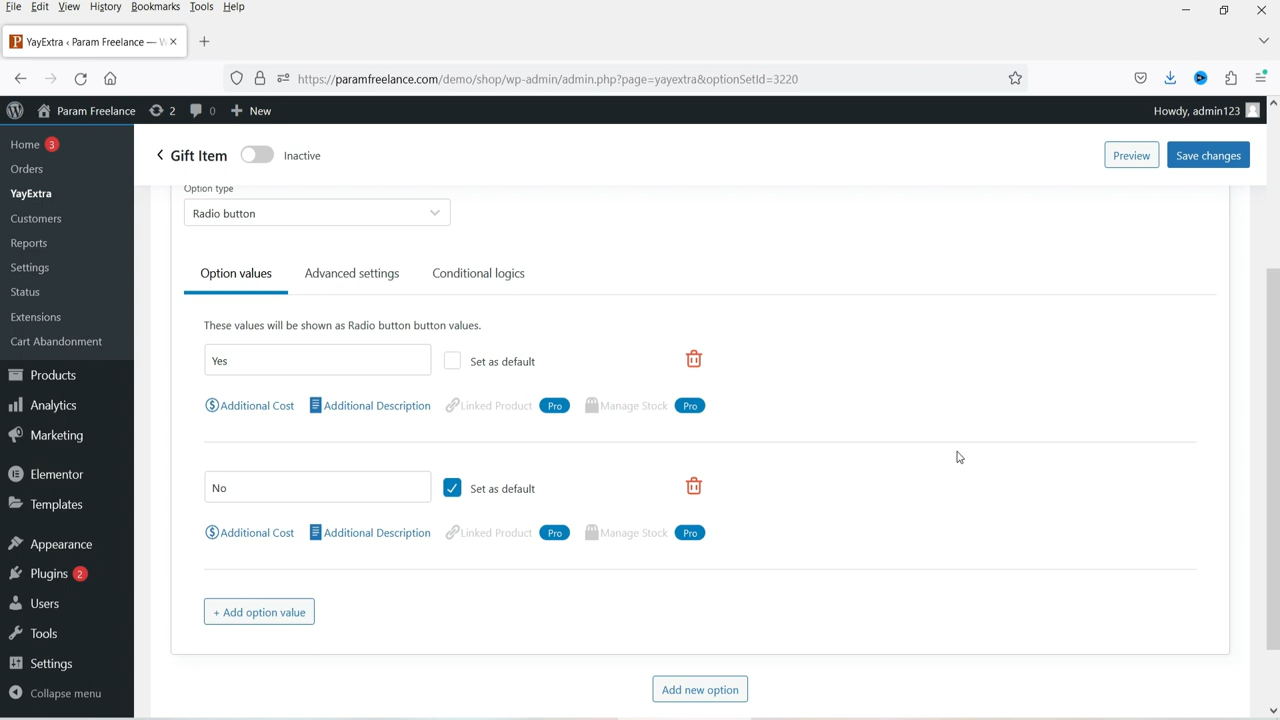 File Edit View History Bookmarks Tools Help
YayExtra ‹ Param Freelance — W
https://paramfreelance.com/demo/shop/wp-admin/admin.php?page=yayextra&optionSetId=3220
Param Freelance 2 0 New Howdy, admin123
Home 3
Orders
YayExtra
Customers
Reports
Settings
Status
Extensions
Cart Abandonment
Products
Analytics
Marketing
Elementor
Templates
Appearance
Plugins 2
Users
Tools
Settings
Collapse menu
Gift Item Inactive Preview Save changes
Option type
Radio button
Option values Advanced settings Conditional logics
These values will be shown as Radio button button values.
Yes Set as default
Additional Cost Additional Description Linked Product Pro Manage Stock Pro
No Set as default
Additional Cost Additional Description Linked Product Pro Manage Stock Pro
+ Add option value
Add new option